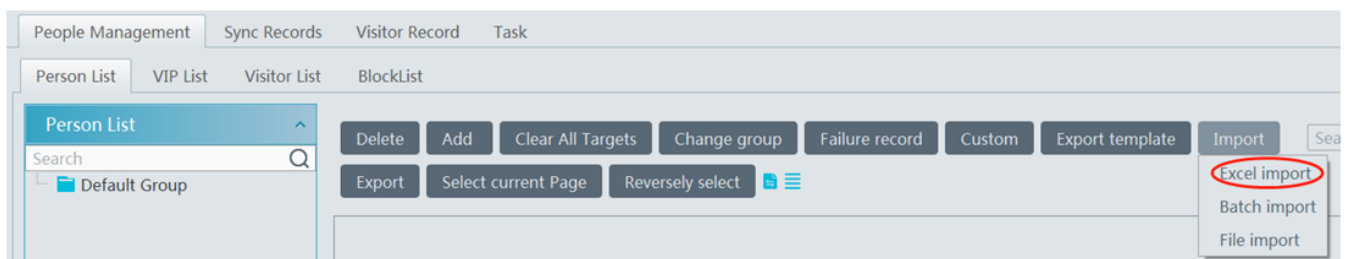 People Management Sync Records Visitor Record Task
Person List VIP List Visitor List BlockList
Person List
Search
Default Group
Delete Add Clear All Targets Change group Failure record Custom Export template Import Sea
Export Select current Page Reversely select
Excel import
Batch import
File import